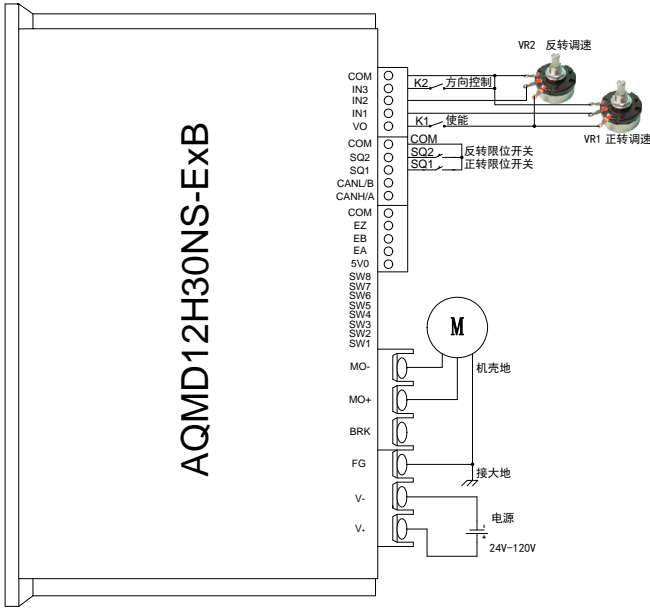 AQMD12H30NS-ExB
VR2 反转调速
VR1 正转调速
COM
IN3
IN2
IN1
VO
K2 方向控制
K1 使能
COM
SQ2
SQ1
CANL/B
CANH/A
COM
SQ2 反转限位开关
SQ1 正转限位开关
COM
EZ
EB
EA
5V0
SW8
SW7
SW6
SW5
SW4
SW3
SW2
SW1
M
MO-
机壳地
MO+
BRK
FG
接大地
V-
电源
V+
24V-120V